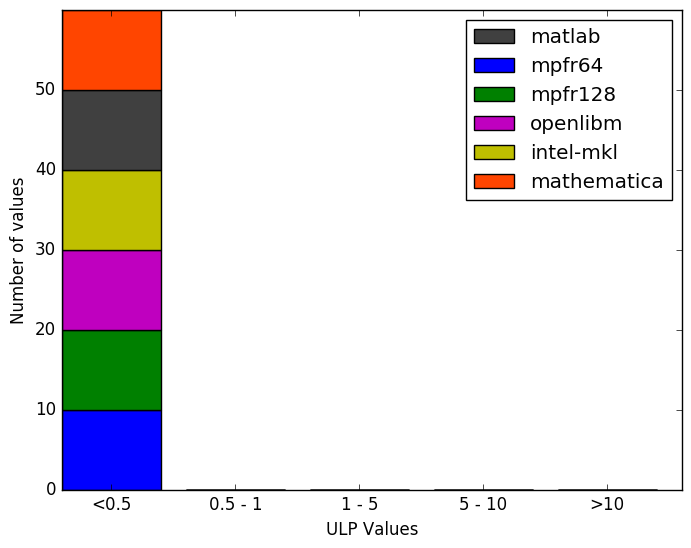 matlab
mpfr64
mpfr128
openlibm
intel-mkl
mathematica
Number of values
50
40
30
20
10
0
<0.5
0.5 - 1
1 - 5
5 - 10
>10
ULP Values